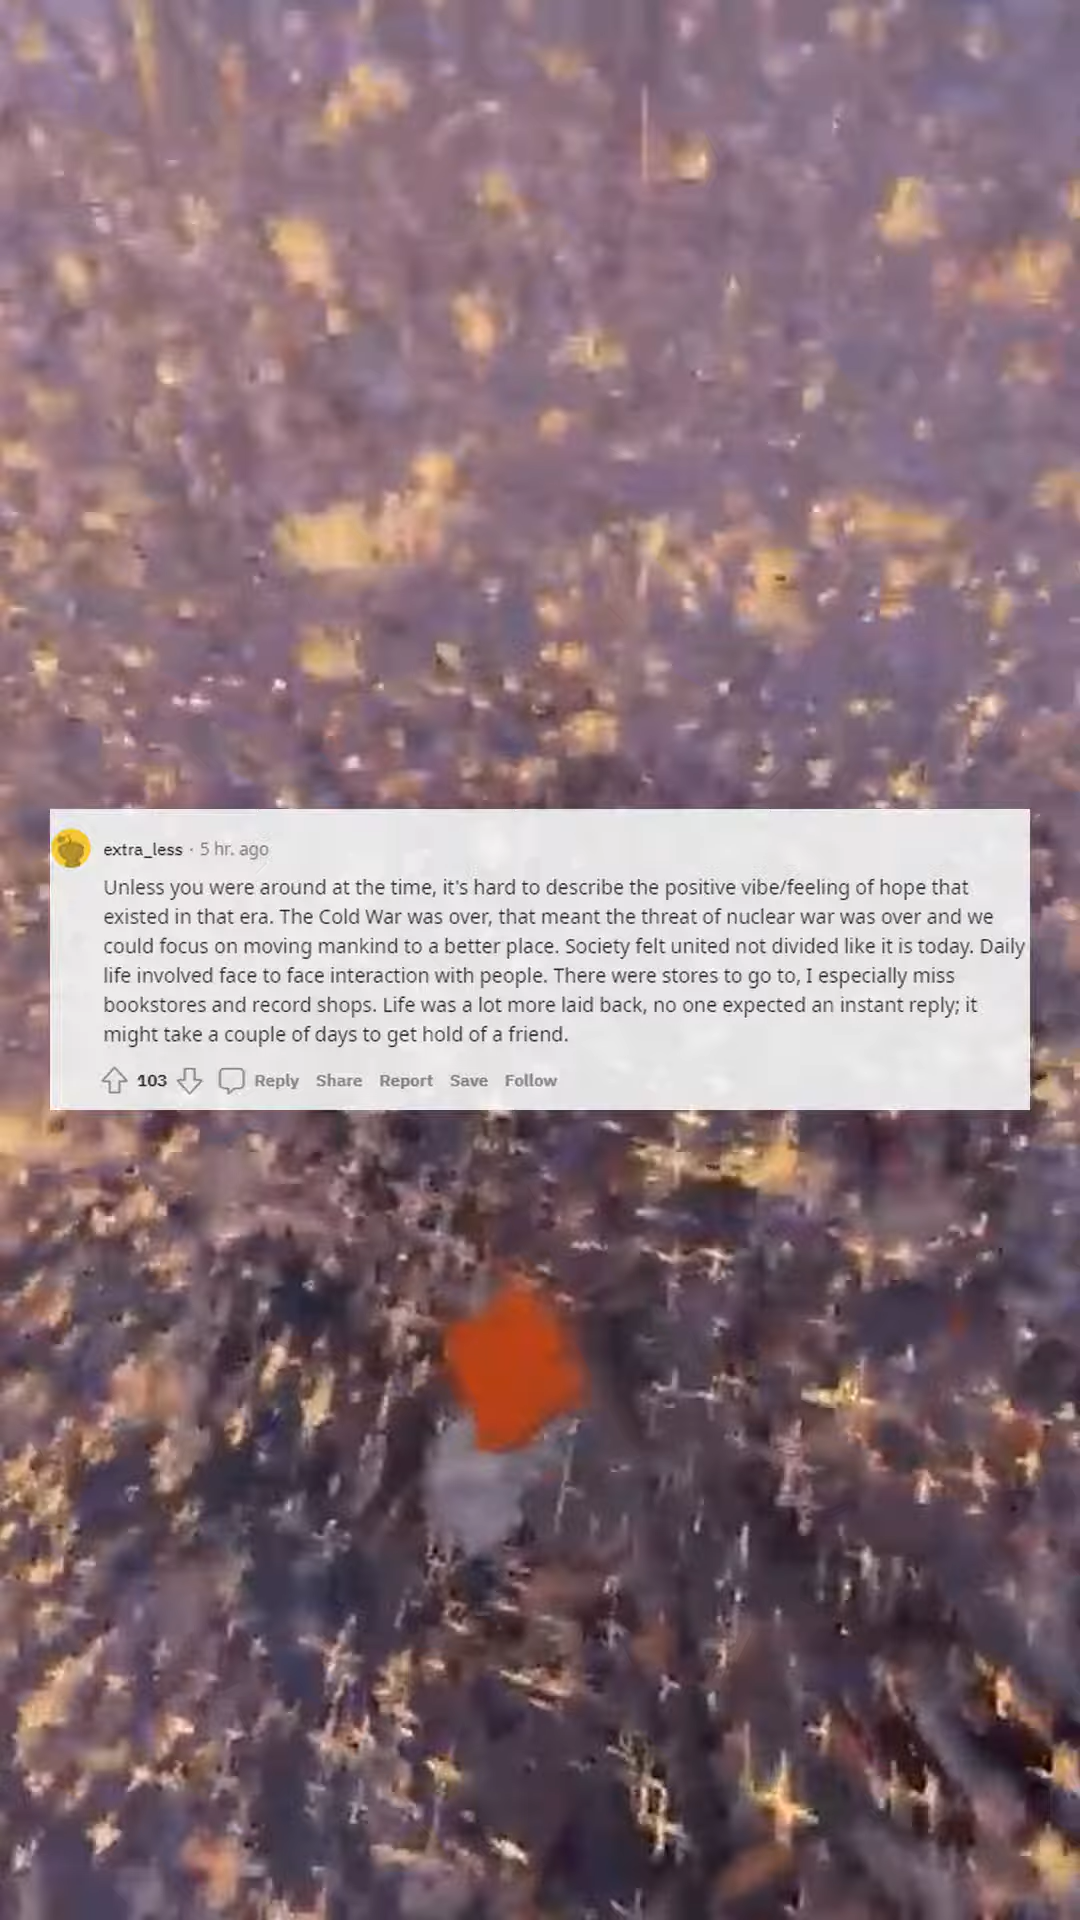 extra_less · 5 hr. ago
Unless you were around at the time, it's hard to describe the positive vibe/feeling of hope that
existed in that era. The Cold War was over, that meant the threat of nuclear war was over and we
could focus on moving mankind to a better place. Society felt united not divided like it is today. Daily
life involved face to face interaction with people. There were stores to go to, I especially miss
bookstores and record shops. Life was a lot more laid back, no one expected an instant reply; it
might take a couple of days to get hold of a friend.
103 Reply Share Report Save Follow